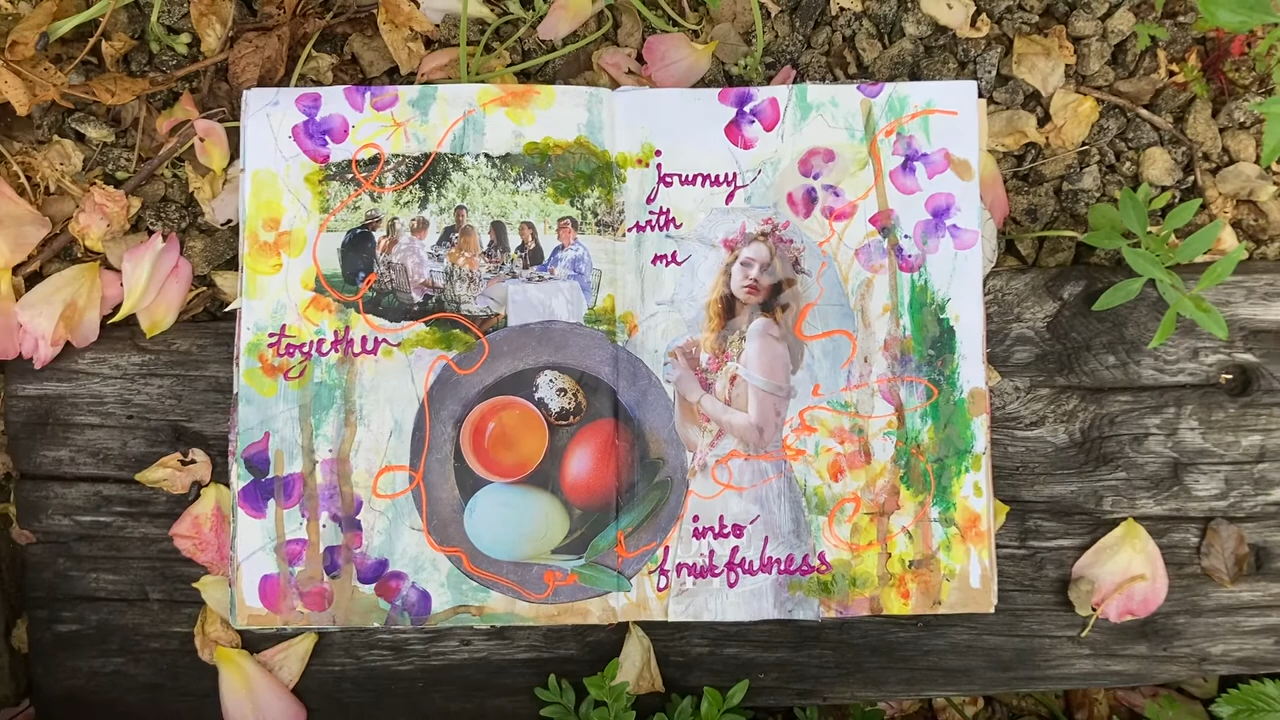 journey
with
me
together
into
fruitfulness